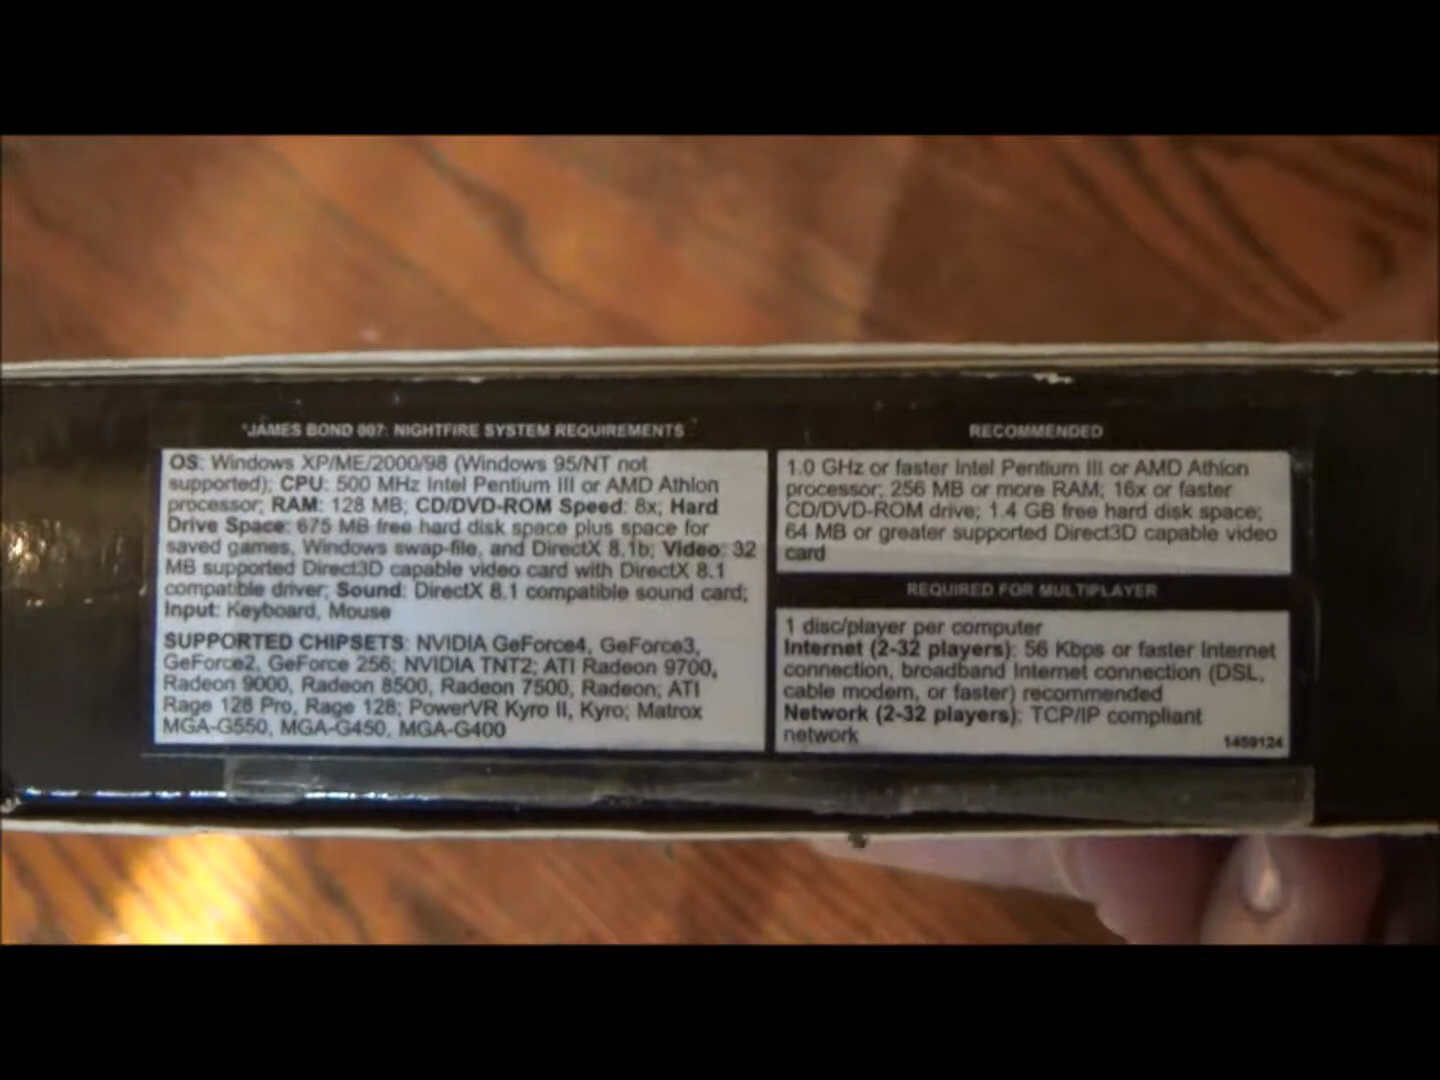 *JAMES BOND 007: NIGHTFIRE SYSTEM REQUIREMENTS
OS: Windows XP/ME/2000/98 (Windows 95/NT not
supported); CPU: 500 MHz Intel Pentium III or AMD Athlon
processor; RAM: 128 MB; CD/DVD-ROM Speed: 8x; Hard
Drive Space: 675 MB free hard disk space plus space for
saved games, Windows swap-file, and DirectX 8.1b; Video: 32
MB supported Direct3D capable video card with DirectX 8.1
compatible driver; Sound: DirectX 8.1 compatible sound card;
Input: Keyboard, Mouse
SUPPORTED CHIPSETS: NVIDIA GeForce4, GeForce3,
GeForce2, GeForce 256; NVIDIA TNT2; ATI Radeon 9700,
Radeon 9000, Radeon 8500, Radeon 7500, Radeon; ATI
Rage 128 Pro, Rage 128; PowerVR Kyro II, Kyro; Matrox
MGA-G550, MGA-G450, MGA-G400
RECOMMENDED
1.0 GHz or faster Intel Pentium III or AMD Athlon
processor; 256 MB or more RAM; 16x or faster
CD/DVD-ROM drive; 1.4 GB free hard disk space;
64 MB or greater supported Direct3D capable video
card
REQUIRED FOR MULTIPLAYER
1 disc/player per computer
Internet (2-32 players): 56 Kbps or faster Internet
connection, broadband Internet connection (DSL,
cable modem, or faster) recommended
Network (2-32 players): TCP/IP compliant
network
1459124